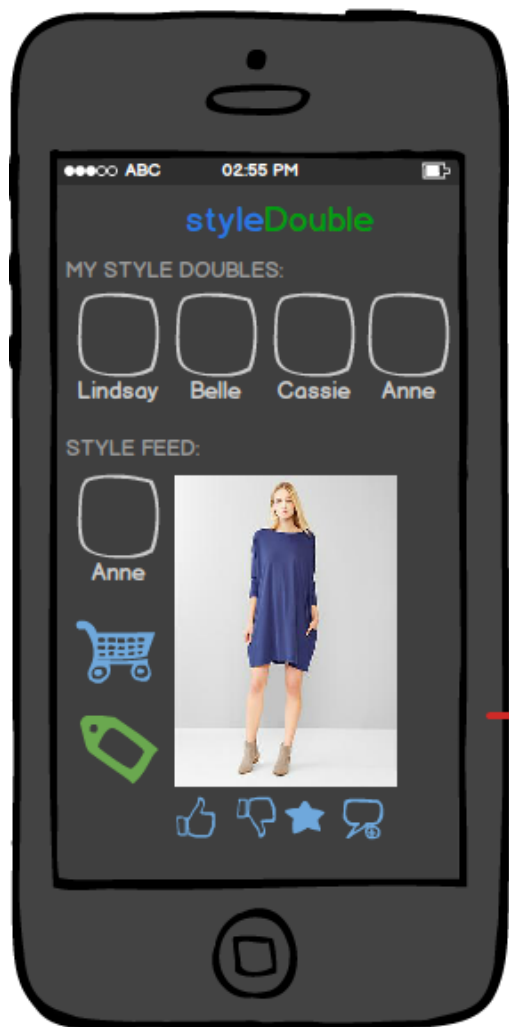 ABC 02:55 PM
styleDouble
MY STYLE DOUBLES:
Lindsay Belle Cassie Anne
STYLE FEED:
Anne